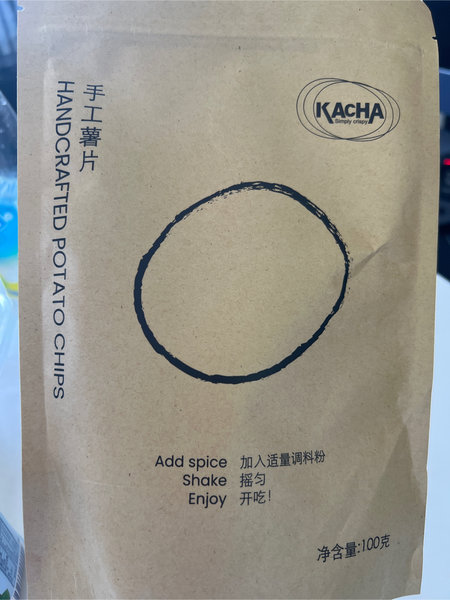 KACHA
Simply crispy
手工薯片
HANDCRAFTED POTATO CHIPS
Add spice 加入适量调料粉
Shake 摇匀
Enjoy 开吃!
净含量:100克